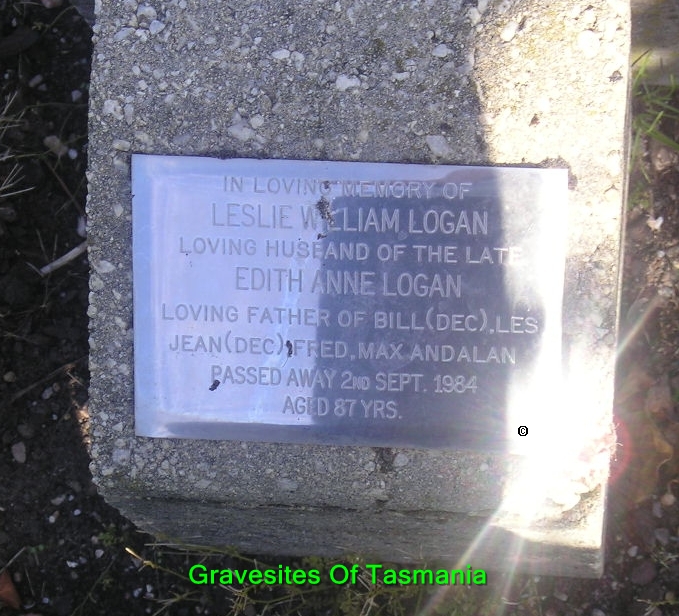 IN LOVING MEMORY OF
LESLIE WILLIAM LOGAN
LOVING HUSBAND OF THE LATE
EDITH ANNE LOGAN
LOVING FATHER OF BILL(DEC), LES
JEAN(DEC), FRED, MAX AND ALAN
PASSED AWAY 2ND SEPT. 1984
AGED 87 YRS.
©
Gravesites Of Tasmania